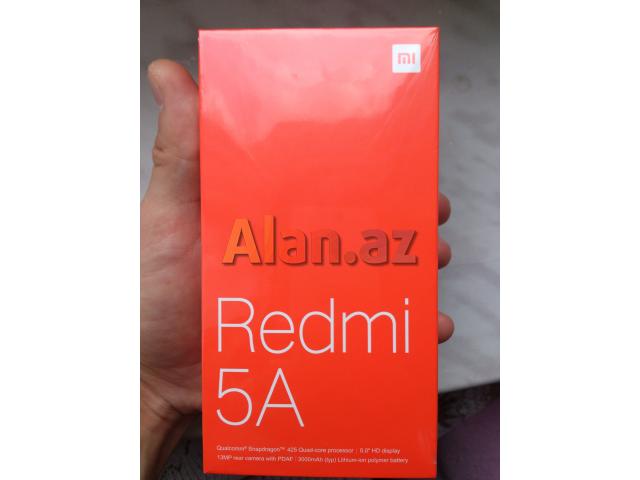 mi
Alan.az
Redmi
5A
Qualcomm® Snapdragon™ 425 Quad-core processor | 5.0" HD display
13MP rear camera with PDAF | 3000mAh (typ) Lithium-ion polymer battery